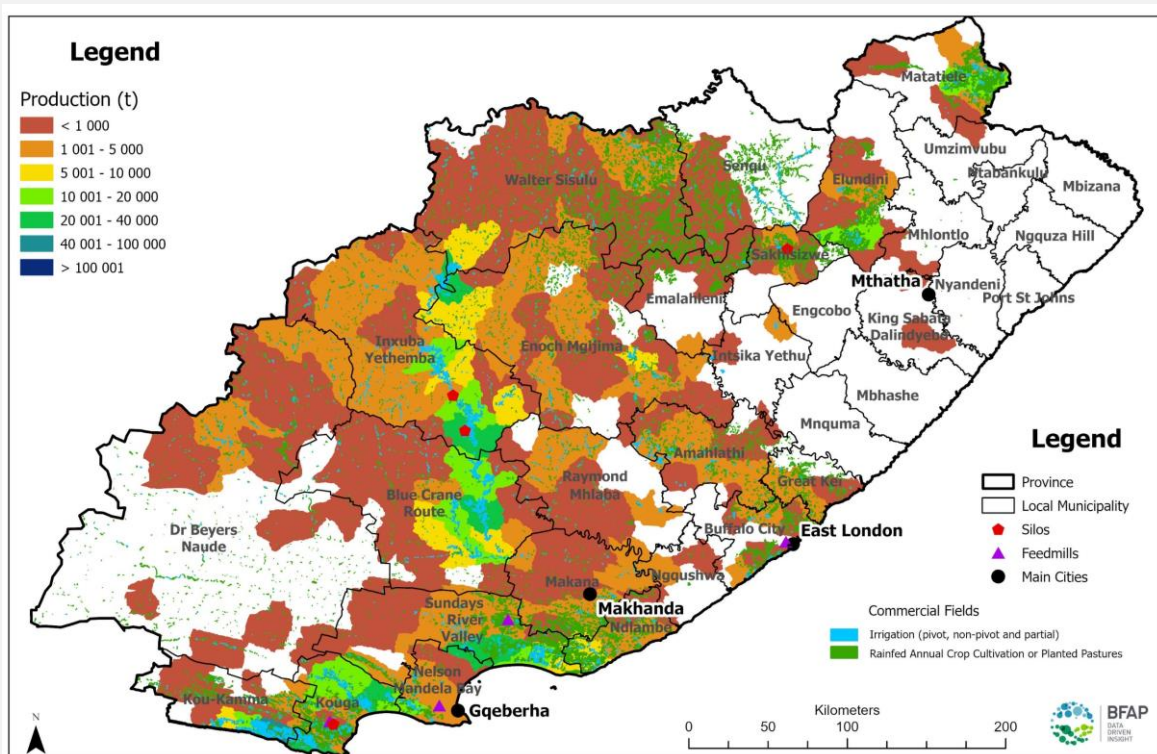 Legend
Production (t)
< 1 000
1 001 - 5 000
5 001 - 10 000
10 001 - 20 000
20 001 - 40 000
40 001 - 100 000
> 100 001
Matatiele
Umzimvubu
Ntabankulu
Mbizana
Walter Sisulu
Senqu
Elundini
Mhlontlo
Ngquza Hill
Sakhisizwe
Mthatha
Nyandeni
Port St Johns
Emalahleni
Engcobo
King Sabata
Dalindyebo
Inxuba
Yethemba
Enoch Mgijima
Intsika Yethu
Mbhashe
Mnquma
Amahlathi
Great Kei
Raymond
Mhlaba
Blue Crane
Route
Dr Beyers
Naude
Buffalo City
East London
Ngqushwa
Makana
Makhanda
Ndlambe
Sundays
River
Valley
Nelson
Mandela Bay
Gqeberha
Kou-Kamma
Kouga
Legend
Province
Local Municipality
Silos
Feedmills
Main Cities
Commercial Fields
Irrigation (pivot, non-pivot and partial)
Rainfed Annual Crop Cultivation or Planted Pastures
Kilometers
0 50 100 200
N
BFAP
DATA
DRIVEN
INSIGHT